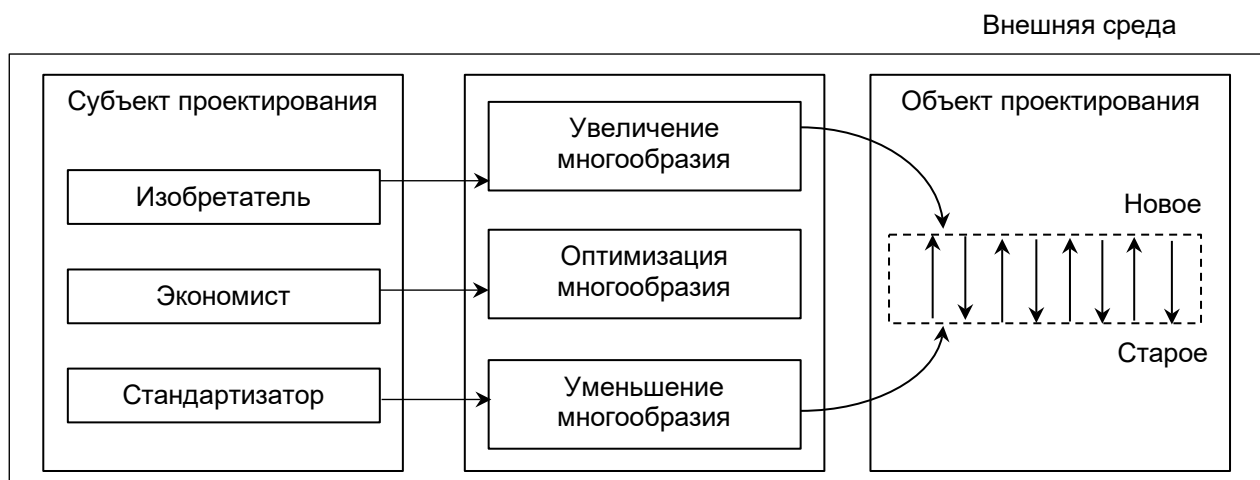 Внешняя среда
Субъект проектирования
Изобретатель
Экономист
Стандартизатор
Увеличение
многообразия
Оптимизация
многообразия
Уменьшение
многообразия
Объект проектирования
Новое
Старое